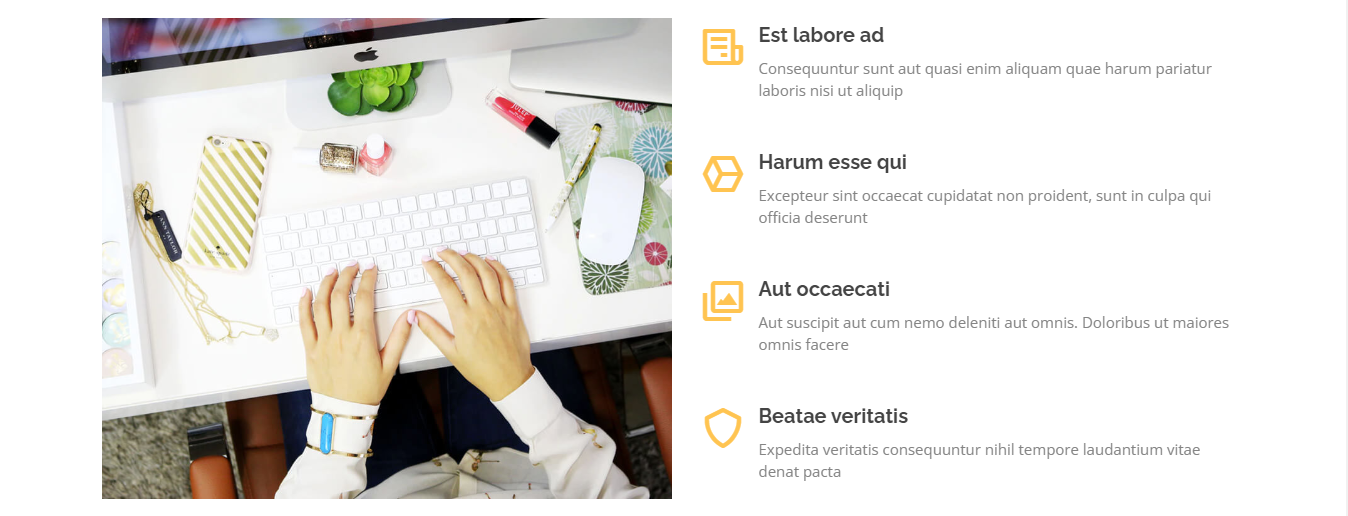 Est labore ad
Consequuntur sunt aut quasi enim aliquam quae harum pariatur
laboris nisi ut aliquip
Harum esse qui
Excepteur sint occaecat cupidatat non proident, sunt in culpa qui
officia deserunt
Aut occaecati
Aut suscipit aut cum nemo deleniti aut omnis. Doloribus ut maiores
omnis facere
Beatae veritatis
Expedita veritatis consequuntur nihil tempore laudantium vitae
denat pacta
ANN TAYLOR